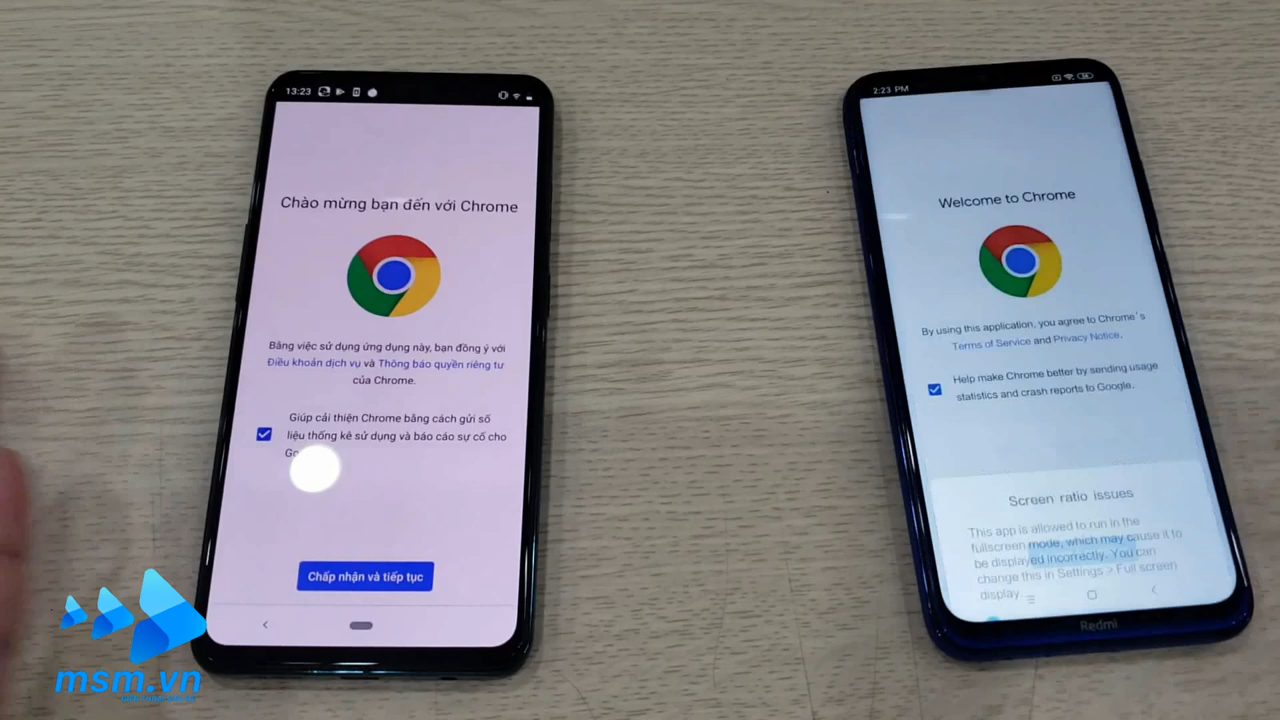 13:23
Chào mừng bạn đến với Chrome
Bằng việc sử dụng ứng dụng này, bạn đồng ý với
Điều khoản dịch vụ và Thông báo quyền riêng tư
của Chrome.
Giúp cải thiện Chrome bằng cách gửi số
liệu thống kê sử dụng và báo cáo sự cố cho
Chấp nhận và tiếp tục
2:23 PM
Welcome to Chrome
By using this application, you agree to Chrome's
Terms of Service and Privacy Notice.
Help make Chrome better by sending usage
statistics and crash reports to Google.
Screen ratio issues
This app is allowed to run in the
fullscreen mode, which may cause it to
be displayed incorrectly. You can
change this in Settings > Full screen
display
Redmi
msm.vn